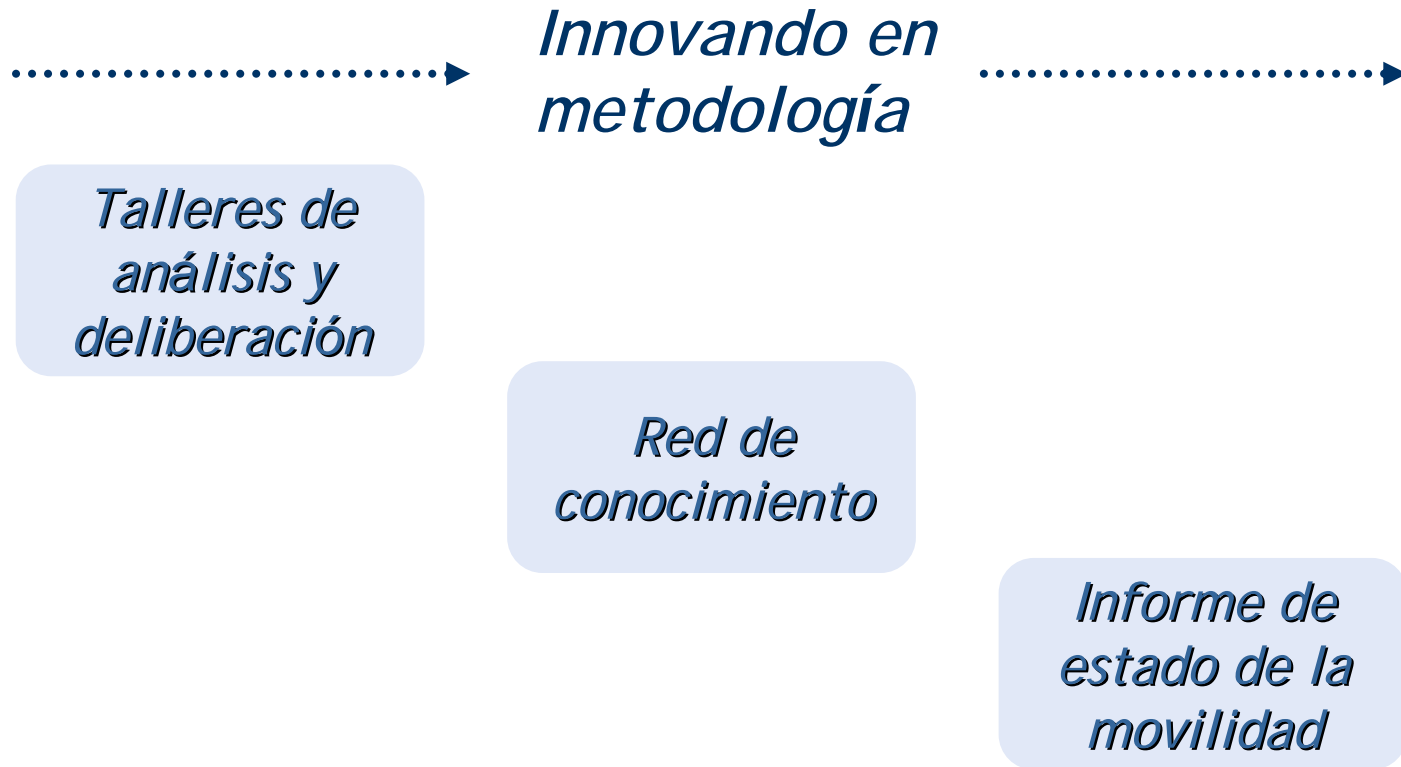 Innovando en
metodología
Talleres de
análisis y
deliberación
Red de
conocimiento
Informe de
estado de la
movilidad